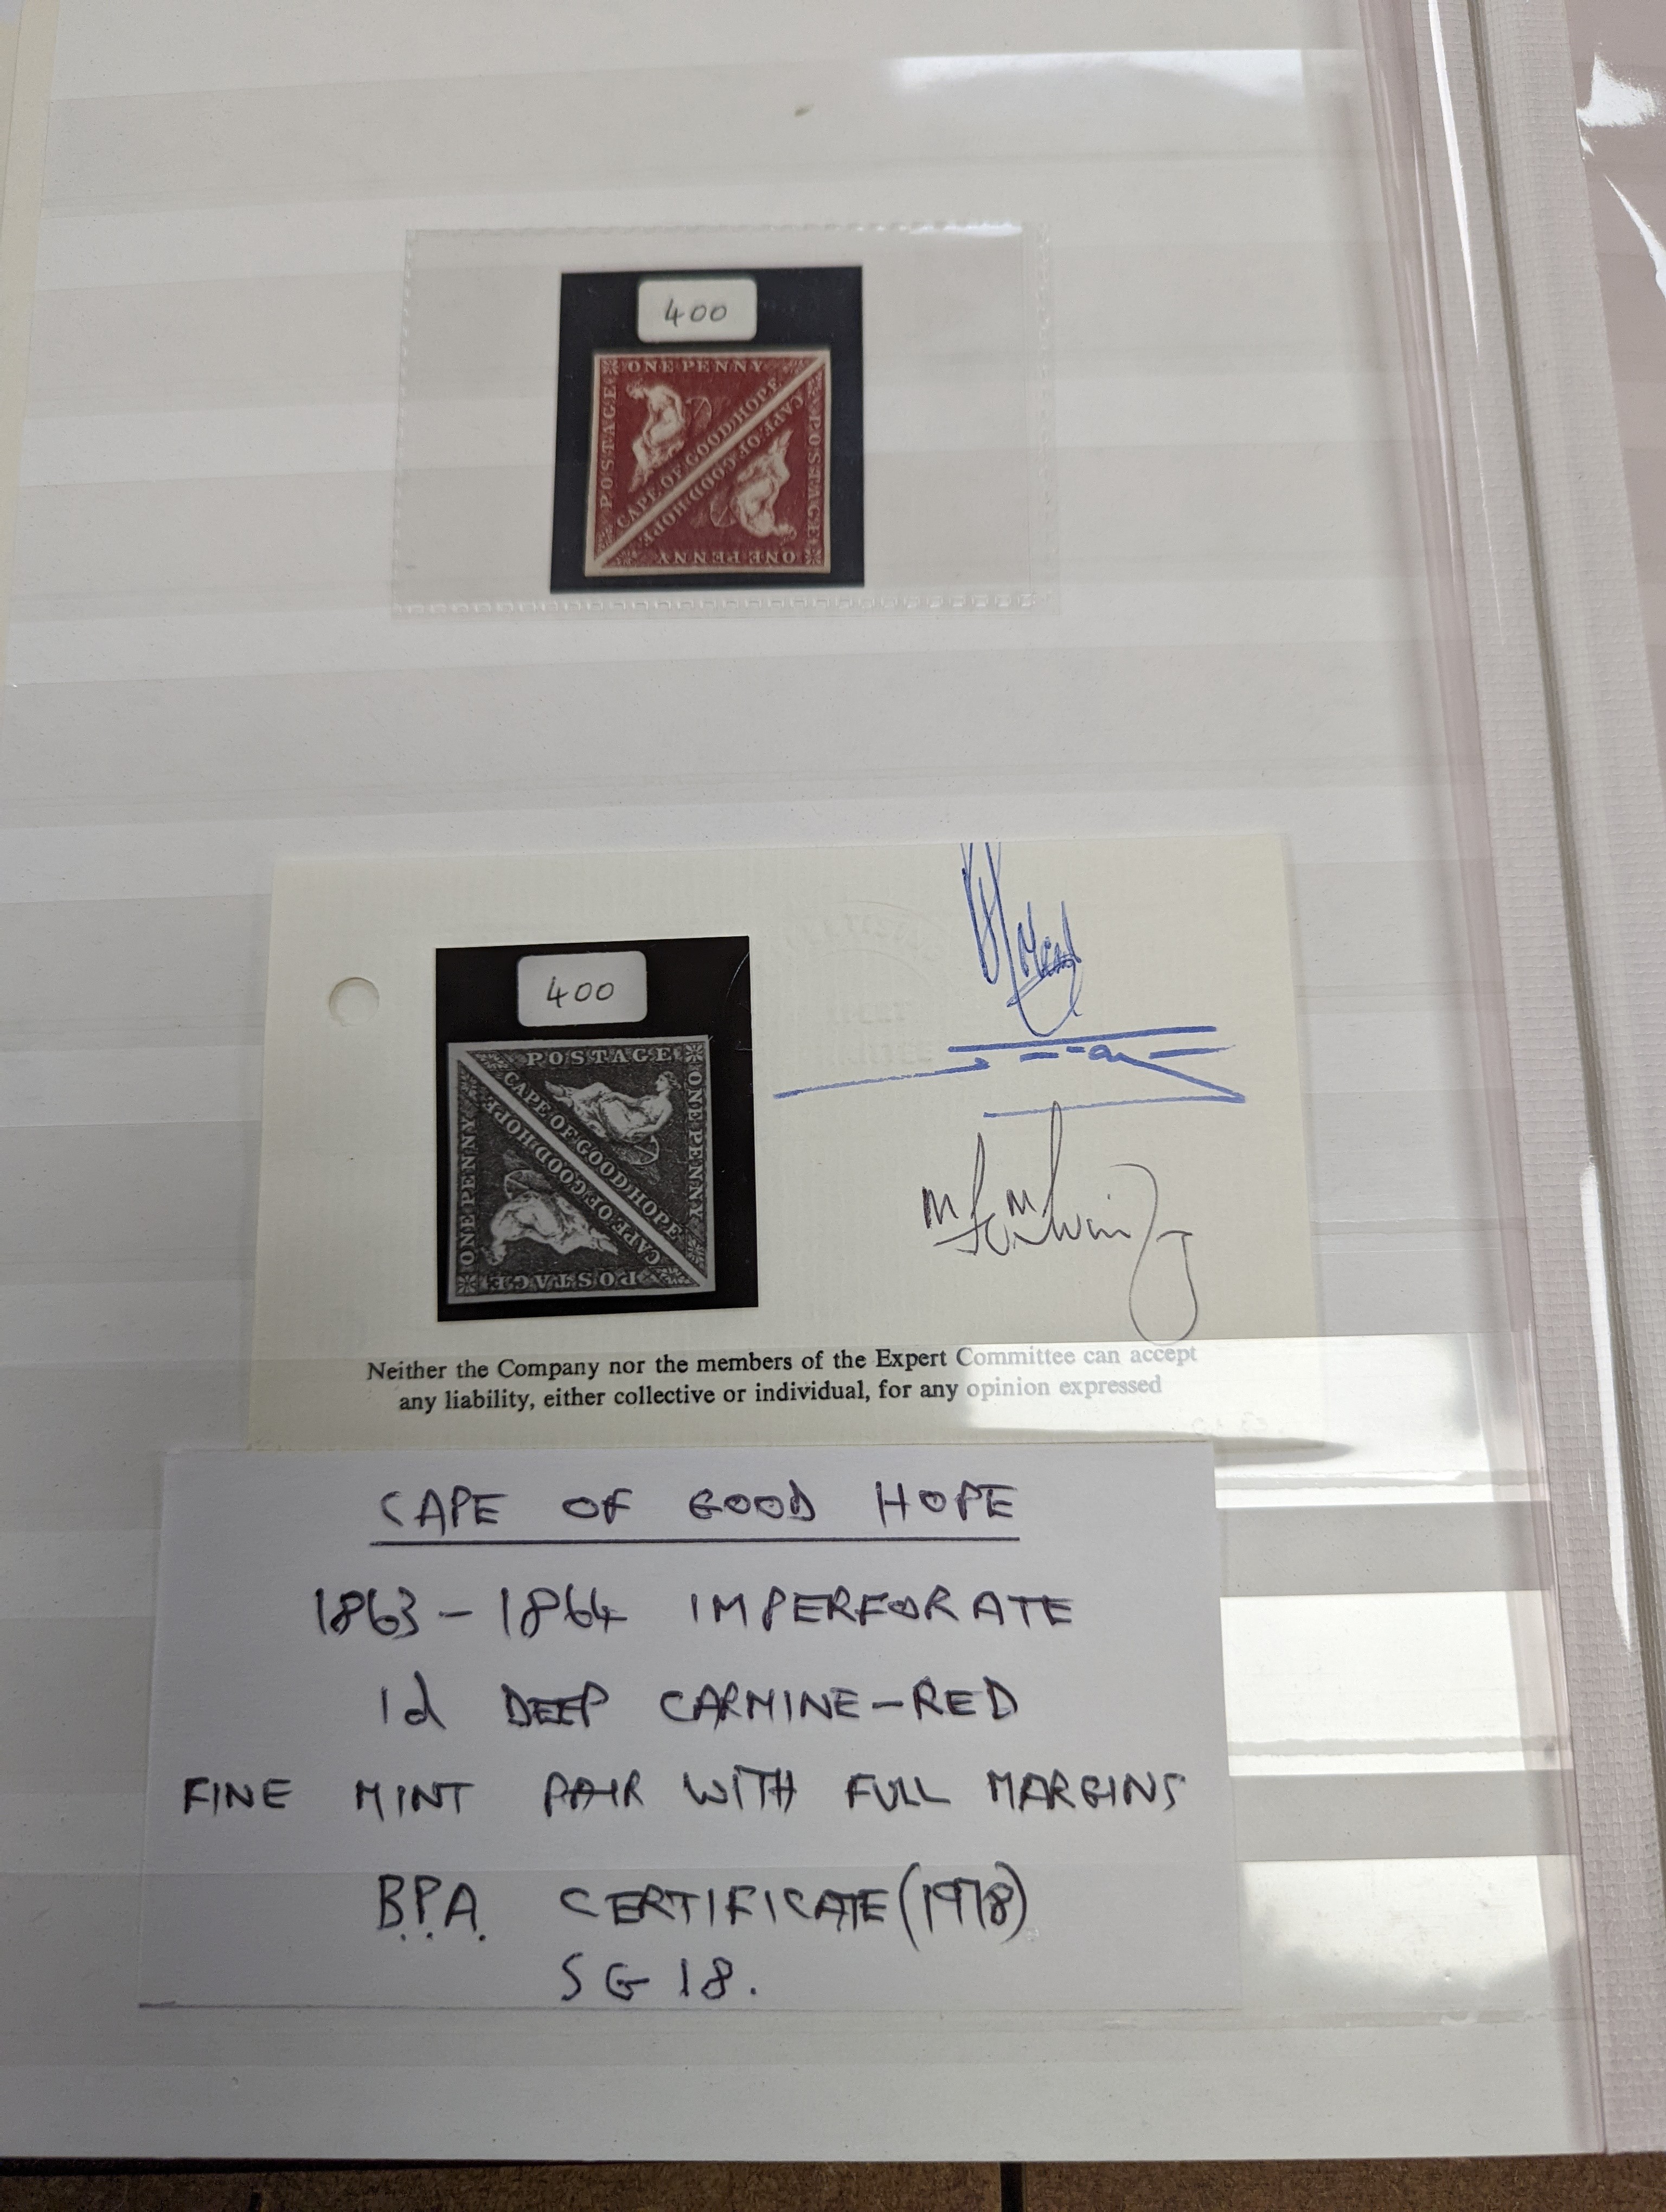 400
ONE PENNY
POSTAGE
CAPE OF GOOD HOPE
CAPE OF GOOD HOPE
POSTAGE
ONE PENNY
400
POSTAGE
ONE PENNY
CAPE OF GOOD HOPE
CAPE OF GOOD HOPE
ONE PENNY
POSTAGE
Neither the Company nor the members of the Expert Committee can accept
any liability, either collective or individual, for any opinion expressed
CAPE OF GOOD HOPE
1863-1864 IMPERFORATE
1d DEEP CARMINE-RED
FINE MINT PAIR WITH FULL MARGINS
B.P.A. CERTIFICATE (1978)
SG 18.